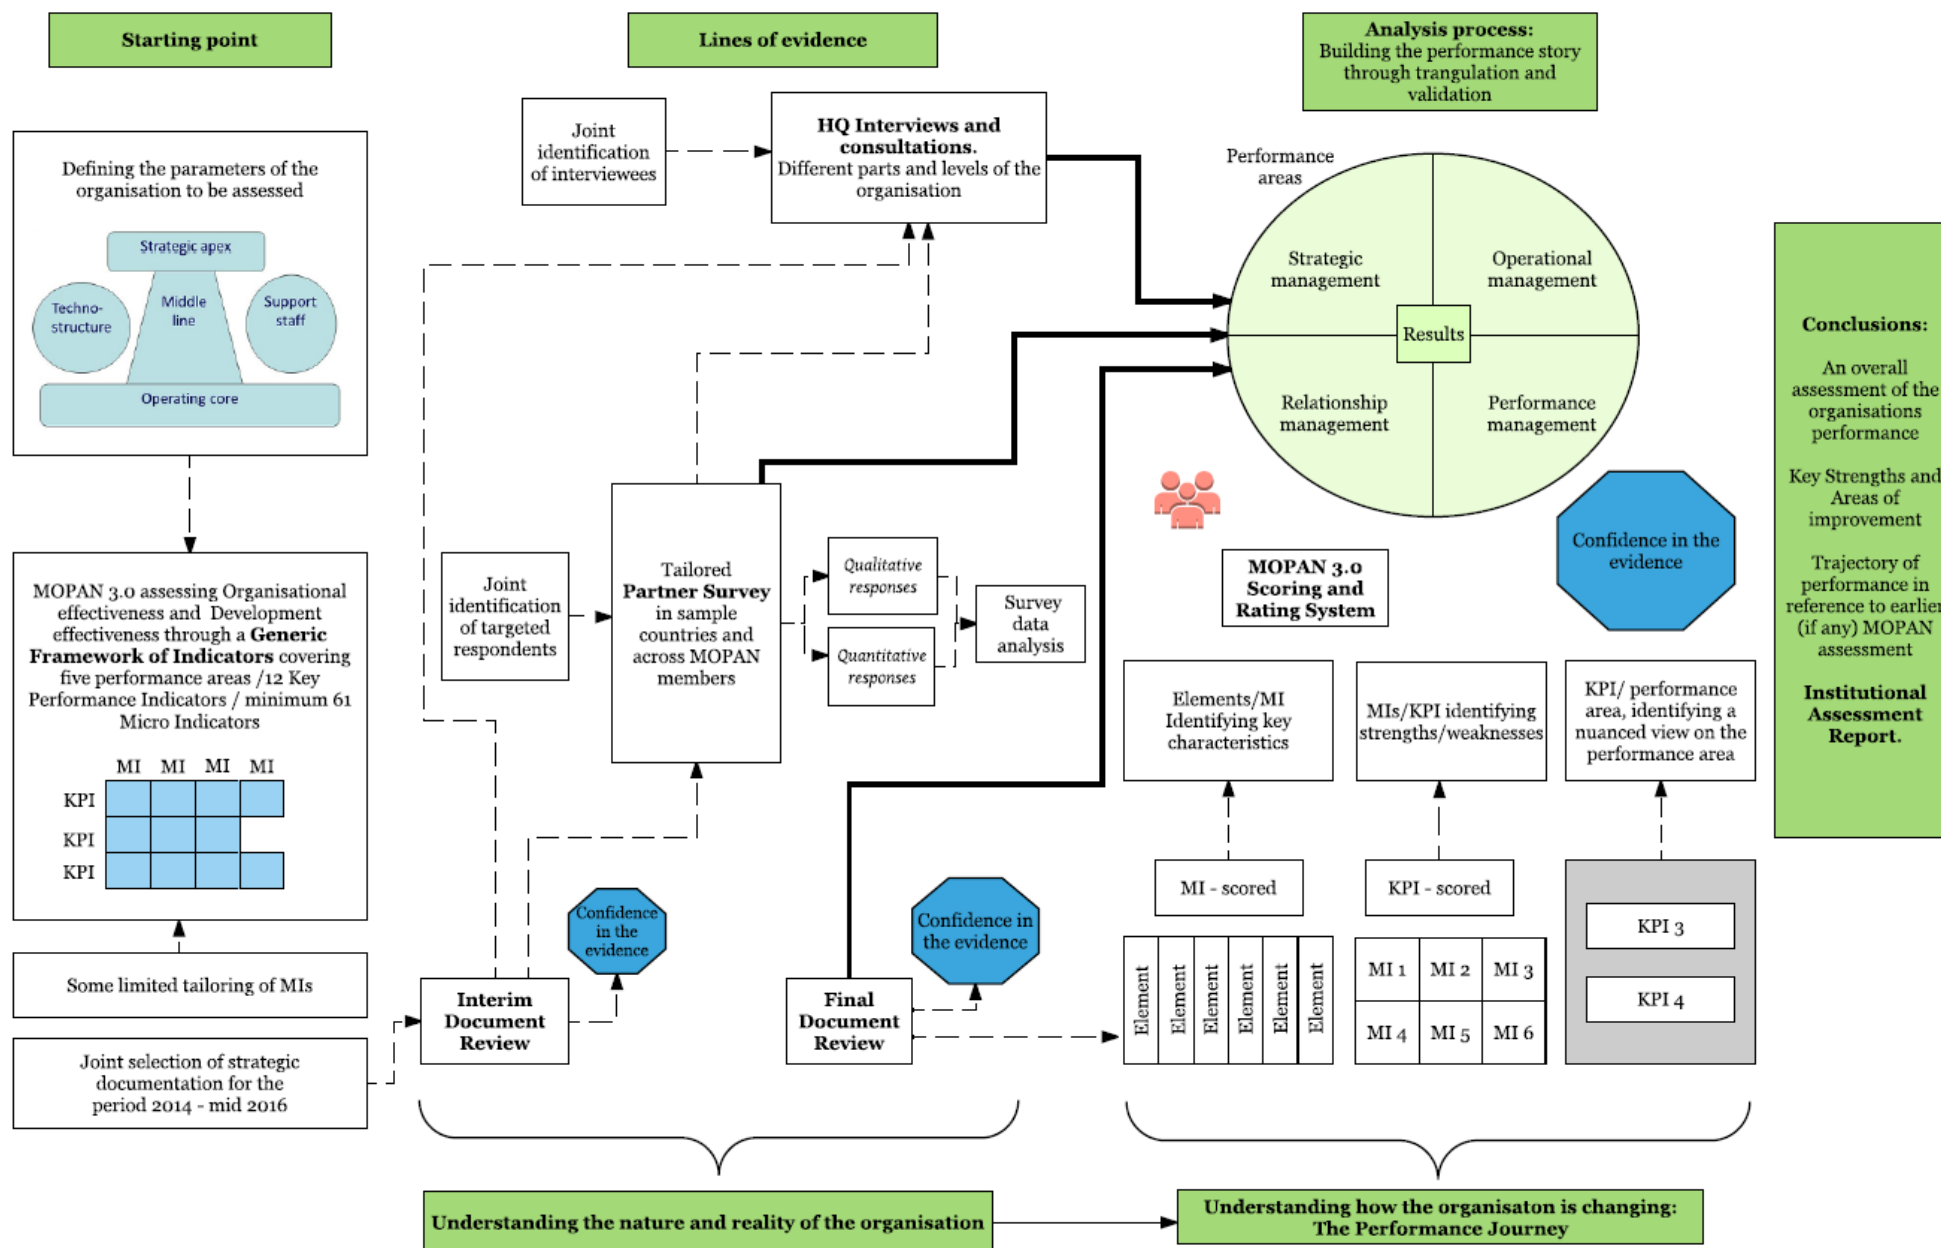 Starting point
Lines of evidence
Analysis process:
Building the performance story
through trangulation and
validation
Defining the parameters of the
organisation to be assessed
Strategic apex
Techno-
structure
Middle
line
Support
staff
Operating core
MOPAN 3.0 assessing Organisational
effectiveness and Development
effectiveness through a Generic
Framework of Indicators covering
five performance areas /12 Key
Performance Indicators / minimum 61
Micro Indicators
MI MI MI MI
KPI
KPI
KPI
Some limited tailoring of MIs
Joint selection of strategic
documentation for the
period 2014 - mid 2016
Joint
identification
of interviewees
HQ Interviews and
consultations.
Different parts and levels of the
organisation
Joint
identification
of targeted
respondents
Tailored
Partner Survey
in sample
countries and
across MOPAN
members
Qualitative
responses
Quantitative
responses
Survey
data
analysis
Interim
Document
Review
Confidence
in the
evidence
Final
Document
Review
Confidence in
the evidence
Performance
areas
Strategic
management
Operational
management
Results
Relationship
management
Performance
management
MOPAN 3.0
Scoring and
Rating System
Confidence in the
evidence
Elements/MI
Identifying key
characteristics
MIs/KPI identifying
strengths/weaknesses
KPI/ performance
area, identifying a
nuanced view on the
performance area
MI - scored
KPI - scored
Element
Element
Element
Element
Element
Element
MI 1 MI 2 MI 3
MI 4 MI 5 MI 6
KPI 3
KPI 4
Conclusions:
An overall
assessment of the
organisations
performance
Key Strengths and
Areas of
improvement
Trajectory of
performance in
reference to earlier
(if any) MOPAN
assessment
Institutional
Assessment
Report.
Understanding the nature and reality of the organisation
Understanding how the organisaton is changing:
The Performance Journey